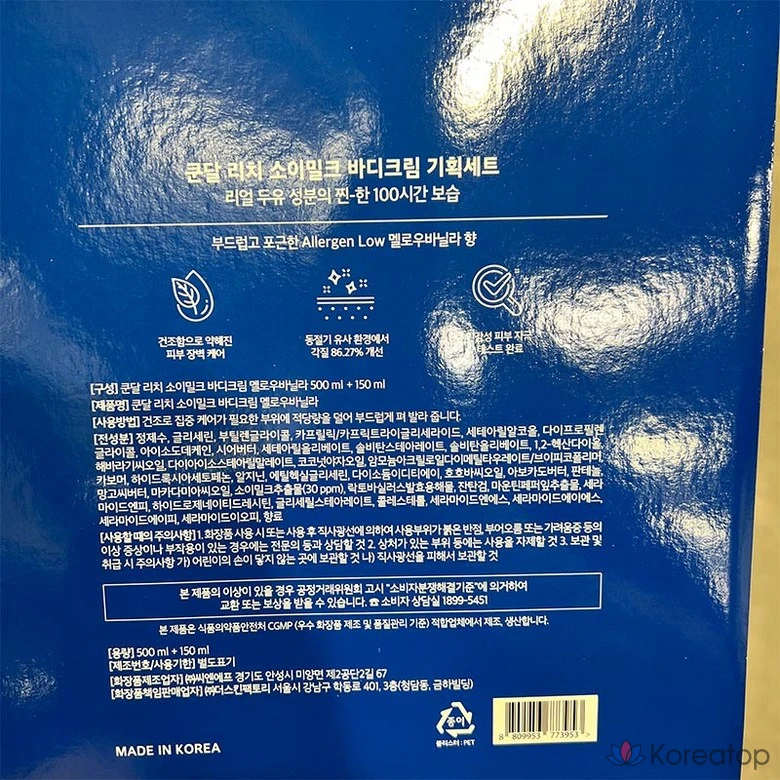 쿤달 리치 소이밀크 바디크림 기획세트
리얼 두유 성분의 찐-한 100시간 보습
부드럽고 포근한 Allergen Low 멜로우바닐라 향
건조함으로 약해진
피부 장벽 케어
동절기 유사 환경에서
각질 86.27% 개선
피부 자극
테스트 완료
[구성] 쿤달 리치 소이밀크 바디크림 멜로우바닐라 500 ml + 150 ml
[제품명] 쿤달 리치 소이밀크 바디크림 멜로우바닐라
[사용방법] 건조로 집중 케어가 필요한 부위에 적당량을 덜어 부드럽게 펴 발라 줍니다.
[전성분] 정제수, 글리세린, 부틸렌글라이콜, 카프릴릭/카프릭트라이글리세라이드, 세테아릴알코올, 다이프로필렌
글라이콜, 아이소도데케인, 시어버터, 세테아릴올리베이트, 솔비탄스테아레이트, 솔비탄올리베이트, 1,2-헥산다이올,
해바라기씨오일, 다이아이소스테아릴말레이트, 코코넛야자오일, 암모늄아크릴로일다이메틸타우레이트/브이피코폴리머,
카보머, 하이드록시아세토페논, 알지닌, 에틸헥실글리세린, 다이소듐이디티에이, 호호바씨오일, 아보카도버터, 판테놀,
망고씨버터, 마카다미아씨오일, 소이밀크추출물(30 ppm), 락토바실러스발효용해물, 잔탄검, 마운틴페퍼잎추출물, 세라
마이드엔피, 하이드로제네이티드레시틴, 글리세릴스테아레이트, 콜레스테롤, 세라마이드엔에스, 세라마이드에이에스,
세라마이드에이피, 세라마이드이오피, 향료
[사용할 때의 주의사항] 1. 화장품 사용 시 또는 사용 후 직사광선에 의하여 사용부위가 붉은 반점, 부어오름 또는 가려움증 등의
이상 증상이나 부작용이 있는 경우에는 전문의 등과 상담할 것 2. 상처가 있는 부위 등에는 사용을 자제할 것 3. 보관 및
취급 시 주의사항 가) 어린이의 손이 닿지 않는 곳에 보관할 것 나) 직사광선을 피해서 보관할 것
본 제품에 이상이 있을 경우 공정거래위원회 고시 "소비자분쟁해결기준"에 의거하여
교환 또는 보상을 받을 수 있습니다. ☎ 소비자 상담실 1899-5451
본 제품은 식품의약품안전처 CGMP (우수 화장품 제조 및 품질관리 기준) 적합업체에서 제조, 생산합니다.
[용량] 500 ml + 150 ml
[제조번호/사용기한] 별도표기
[화장품제조업자] ㈜씨엔에프 경기도 안성시 미양면 제2공단2길 67
[화장품책임판매업자] ㈜더스킨팩토리 서울시 강남구 학동로 401, 3층(청담동, 금하빌딩)
종이
블리스터 : PET
8 809953 773953 >
MADE IN KOREA
Koreatop